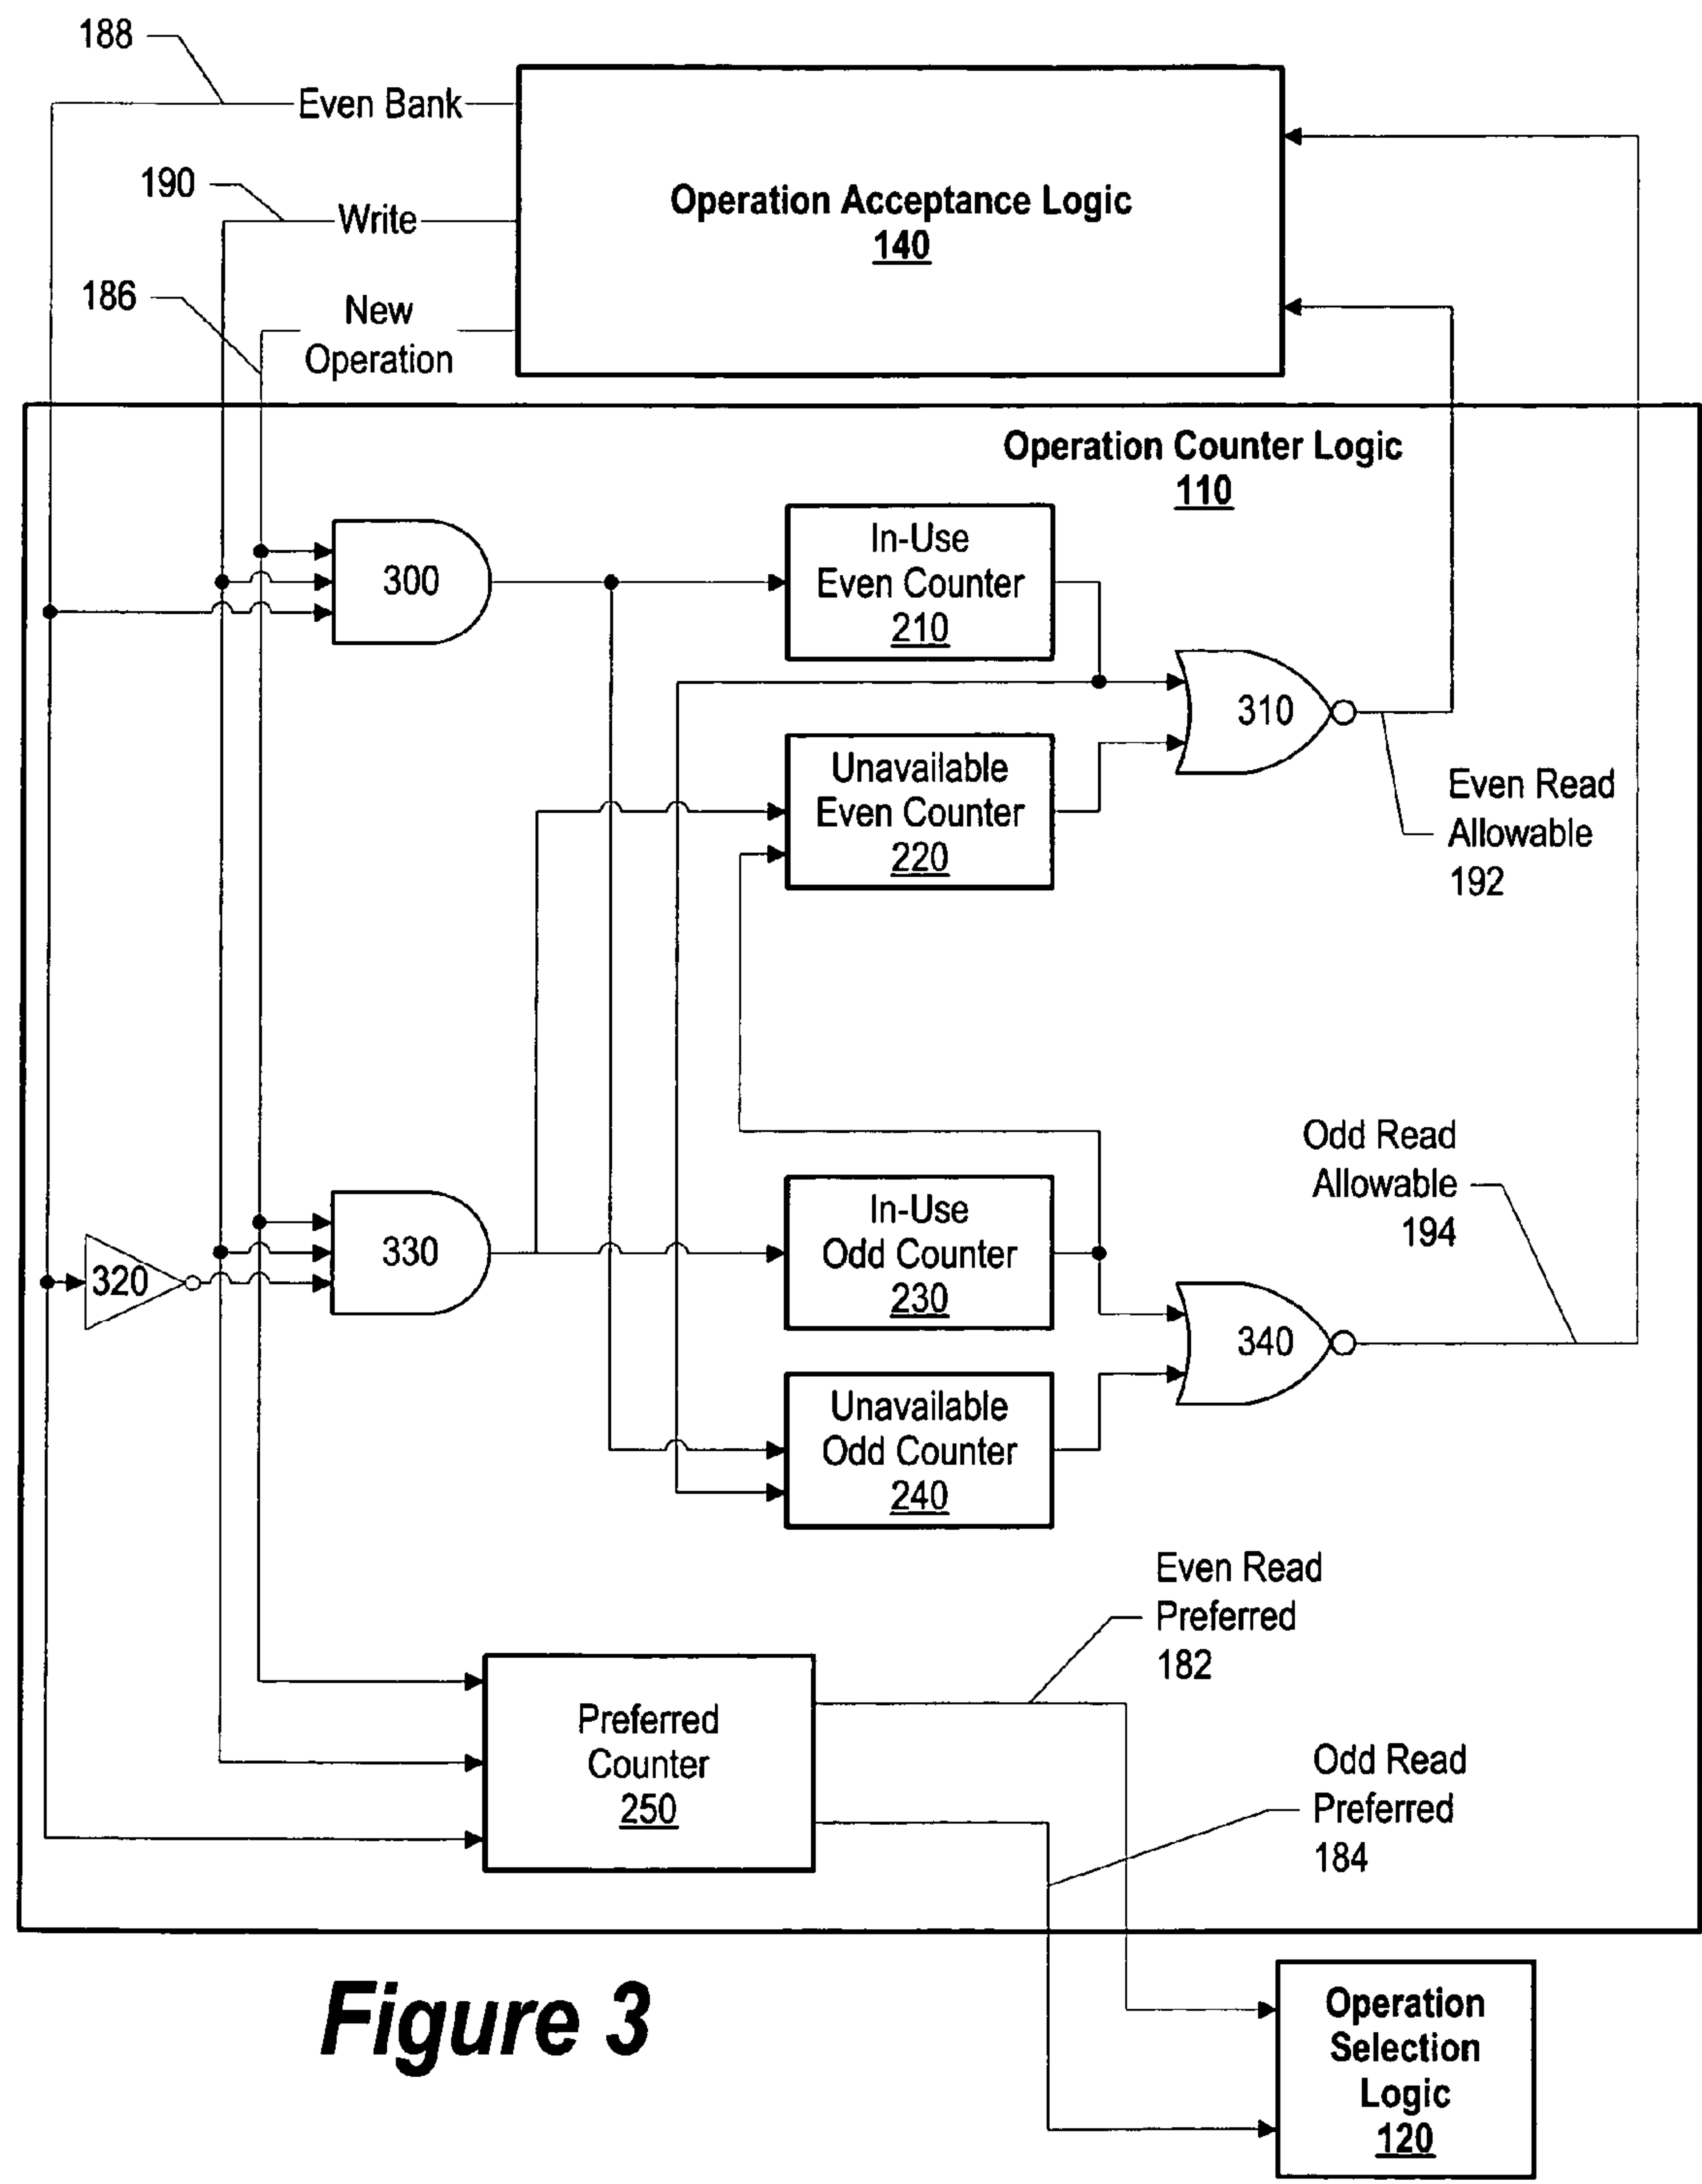 188
Even Bank
190
Write
186
New
Operation
Operation Acceptance Logic
140
Operation Counter Logic
110
300
In-Use
Even Counter
210
310
Unavailable
Even Counter
220
Even Read
Allowable
192
Odd Read
Allowable
194
320
330
In-Use
Odd Counter
230
340
Unavailable
Odd Counter
240
Even Read
Preferred
182
Preferred
Counter
250
Odd Read
Preferred
184
Figure 3
Operation
Selection
Logic
120